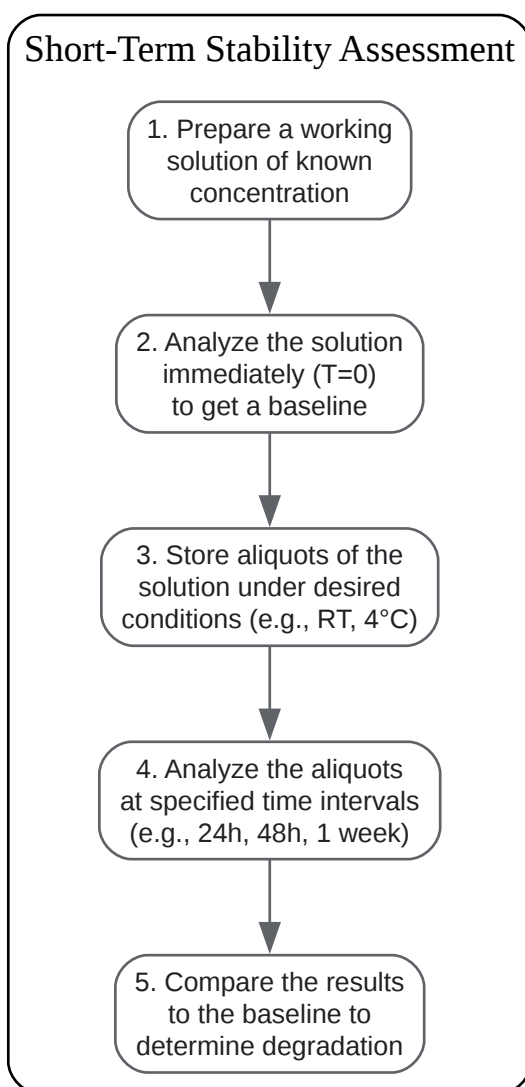 Short-Term Stability Assessment
1. Prepare a working
solution of known
concentration
2. Analyze the solution
immediately (T=0)
to get a baseline
3. Store aliquots of the
solution under desired
conditions (e.g., RT, 4°C)
4. Analyze the aliquots
at specified time intervals
(e.g., 24h, 48h, 1 week)
5. Compare the results
to the baseline to
determine degradation